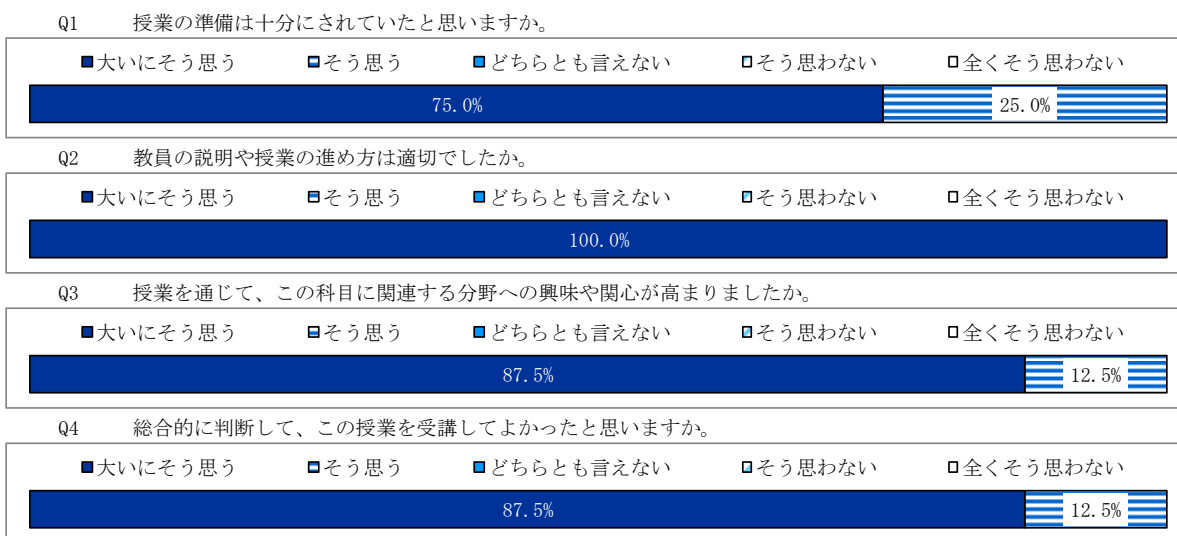 Q1 授業の準備は十分にされていたと思いますか。
■大いにそう思う ■そう思う ■どちらとも言えない ■そう思わない □全くそう思わない
75.0% 25.0%
Q2 教員の説明や授業の進め方は適切でしたか。
■大いにそう思う ■そう思う ■どちらとも言えない ■そう思わない □全くそう思わない
100.0%
Q3 授業を通じて、この科目に関連する分野への興味や関心が高まりましたか。
■大いにそう思う ■そう思う ■どちらとも言えない ■そう思わない □全くそう思わない
87.5% 12.5%
Q4 総合的に判断して、この授業を受講してよかったと思いますか。
■大いにそう思う ■そう思う ■どちらとも言えない ■そう思わない □全くそう思わない
87.5% 12.5%